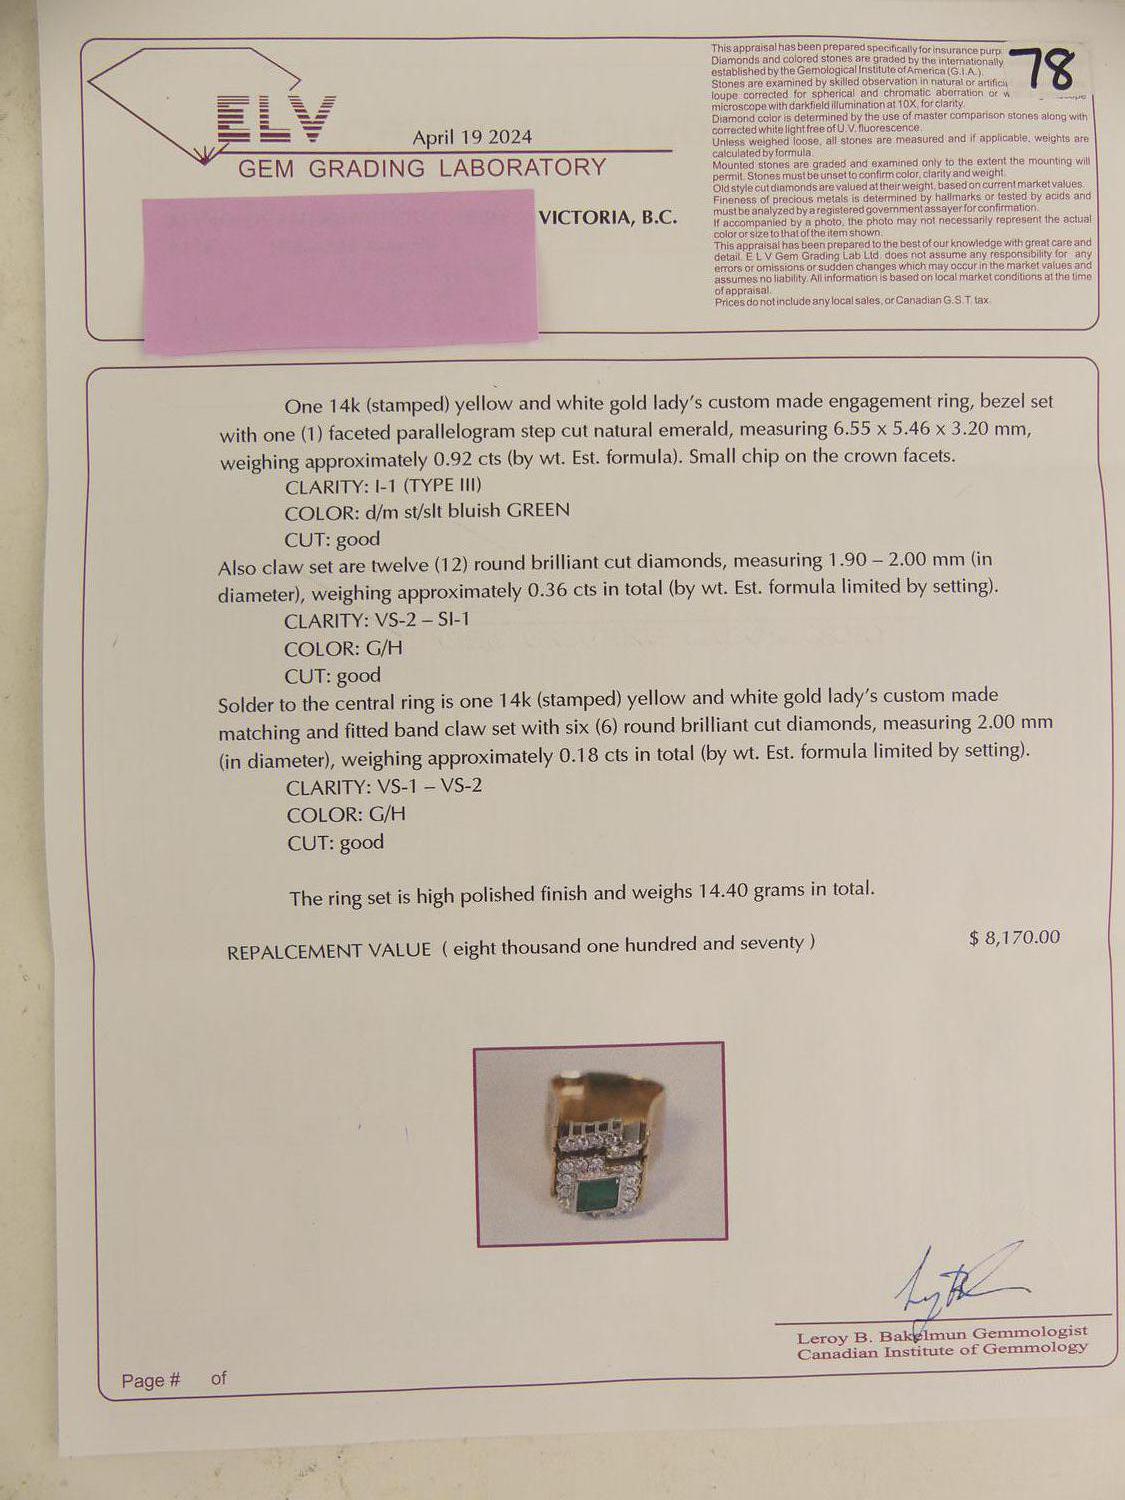 ELV
April 19 2024
GEM GRADING LABORATORY
VICTORIA, B.C.
This appraisal has been prepared specifically for insurance purp
Diamonds and colored stones are graded by the internationally
established by the Gemological Institute of America (G.I.A.).
Stones are examined by skilled observation in natural or artifici
loupe corrected for spherical and chromatic aberration or
microscope with darkfield illumination at 10X, for clarity.
Diamond color is determined by the use of master comparison stones along with
corrected white light free of U.V. fluorescence.
Unless weighed loose, all stones are measured and if applicable, weights are
calculated by formula.
Mounted stones are graded and examined only to the extent the mounting will
permit. Stones must be unset to confirm color, clarity and weight.
Old style cut diamonds are valued at their weight, based on current market values.
Fineness of precious metals is determined by hallmarks or tested by acids and
must be analyzed by a registered government assayer for confirmation.
If accompanied by a photo, the photo may not necessarily represent the actual
color or size to that of the item shown.
This appraisal has been prepared to the best of our knowledge with great care and
detail. E L V Gem Grading Lab Ltd. does not assume any responsibility for any
errors or omissions or sudden changes which may occur in the market values and
assumes no liability. All information is based on local market conditions at the time
of appraisal.
Prices do not include any local sales, or Canadian G.S.T. tax.
78
One 14k (stamped) yellow and white gold lady's custom made engagement ring, bezel set
with one (1) faceted parallelogram step cut natural emerald, measuring 6.55 x 5.46 x 3.20 mm,
weighing approximately 0.92 cts (by wt. Est. formula). Small chip on the crown facets.
CLARITY: I-1 (TYPE III)
COLOR: d/m st/slt bluish GREEN
CUT: good
Also claw set are twelve (12) round brilliant cut diamonds, measuring 1.90 – 2.00 mm (in
diameter), weighing approximately 0.36 cts in total (by wt. Est. formula limited by setting).
CLARITY: VS-2 – SI-1
COLOR: G/H
CUT: good
Solder to the central ring is one 14k (stamped) yellow and white gold lady's custom made
matching and fitted band claw set with six (6) round brilliant cut diamonds, measuring 2.00 mm
(in diameter), weighing approximately 0.18 cts in total (by wt. Est. formula limited by setting).
CLARITY: VS-1 – VS-2
COLOR: G/H
CUT: good
The ring set is high polished finish and weighs 14.40 grams in total.
REPALCEMENT VALUE ( eight thousand one hundred and seventy ) $ 8,170.00
Leroy B. Bakelmun Gemmologist
Canadian Institute of Gemmology
Page # of